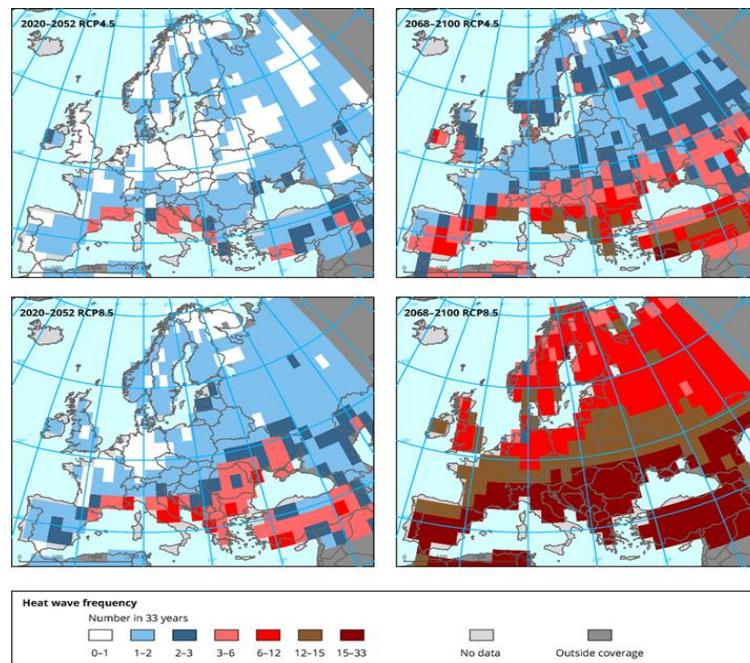 2020–2052 RCP4.5
2068–2100 RCP4.5
2020–2052 RCP8.5
2068–2100 RCP8.5
Heat wave frequency
Number in 33 years
0–1
1–2
2–3
3–6
6–12
12–15
15–33
No data
Outside coverage